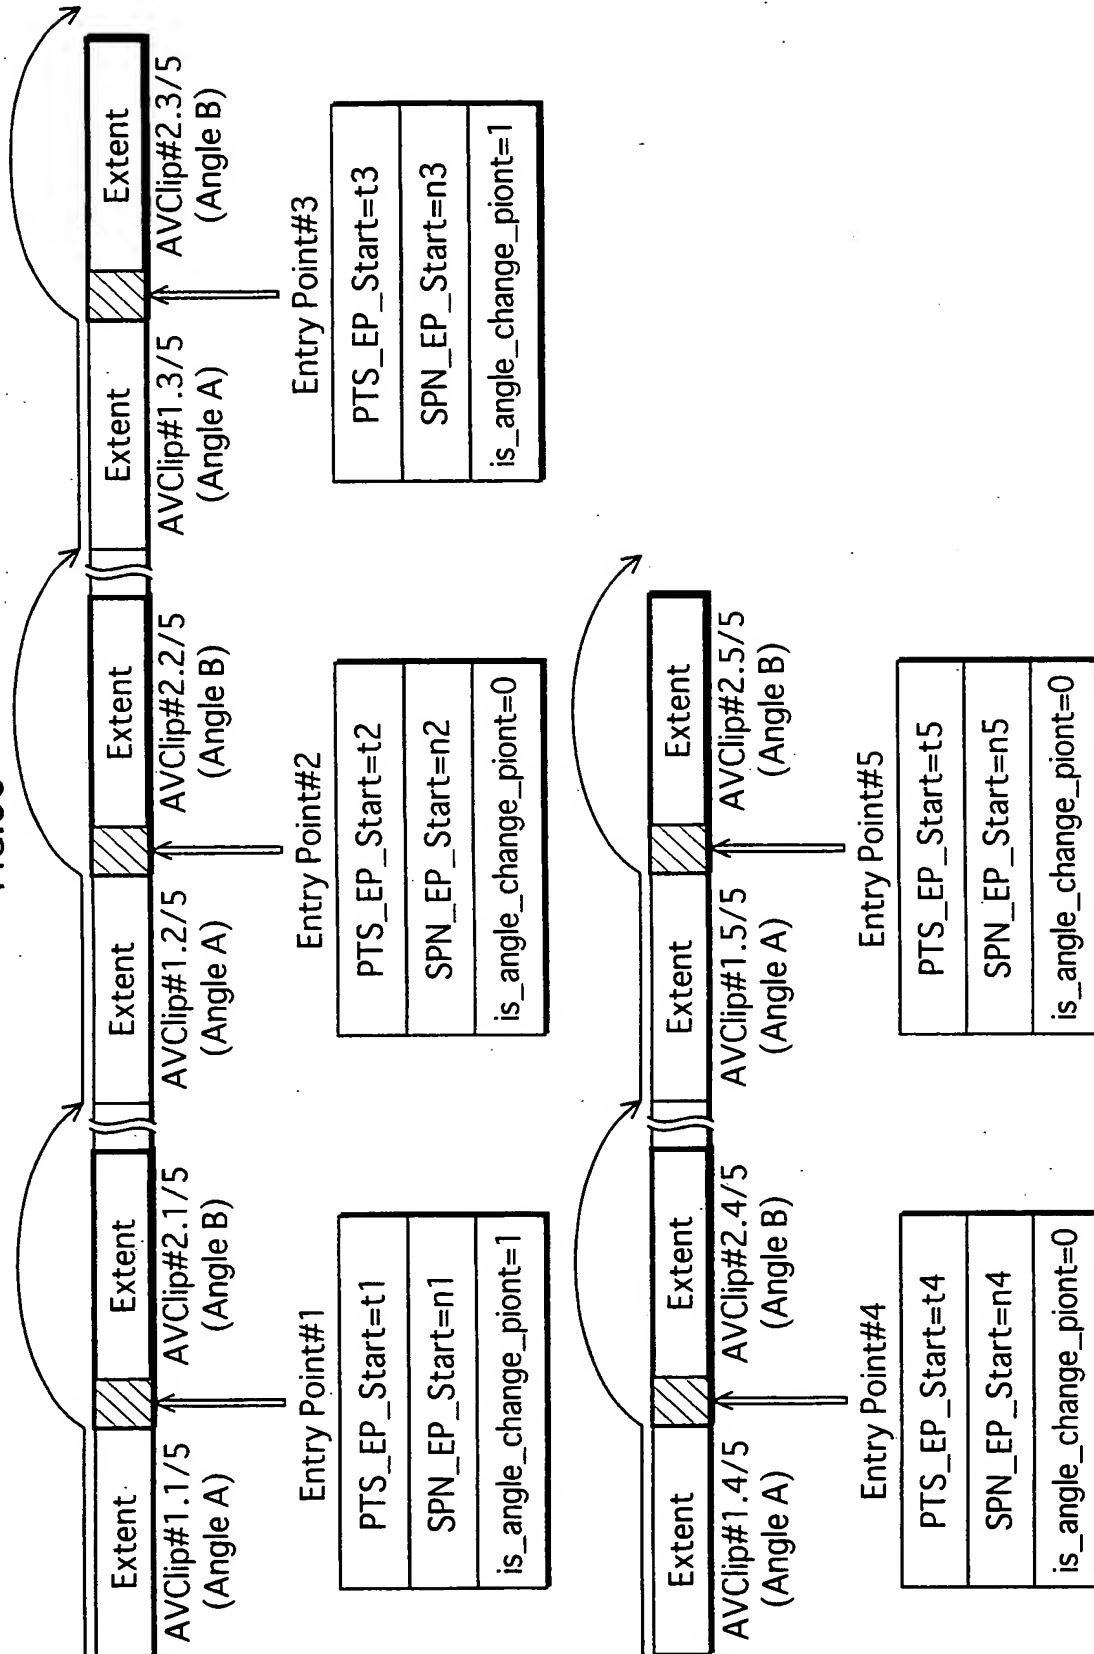 Extent
Extent
Extent
Extent
Extent
Extent
AVClip#1.1/5
(Angle A)
AVClip#2.1/5
(Angle B)
AVClip#1.2/5
(Angle A)
AVClip#2.2/5
(Angle B)
AVClip#1.3/5
(Angle A)
AVClip#2.3/5
(Angle B)
Entry Point#1
PTS_EP_Start=t1
SPN_EP_Start=n1
is_angle_change_piont=1
Entry Point#2
PTS_EP_Start=t2
SPN_EP_Start=n2
is_angle_change_piont=0
Entry Point#3
PTS_EP_Start=t3
SPN_EP_Start=n3
is_angle_change_piont=1
Extent
Extent
Extent
Extent
AVClip#1.4/5
(Angle A)
AVClip#2.4/5
(Angle B)
AVClip#1.5/5
(Angle A)
AVClip#2.5/5
(Angle B)
Entry Point#4
PTS_EP_Start=t4
SPN_EP_Start=n4
is_angle_change_piont=0
Entry Point#5
PTS_EP_Start=t5
SPN_EP_Start=n5
is_angle_change_piont=0